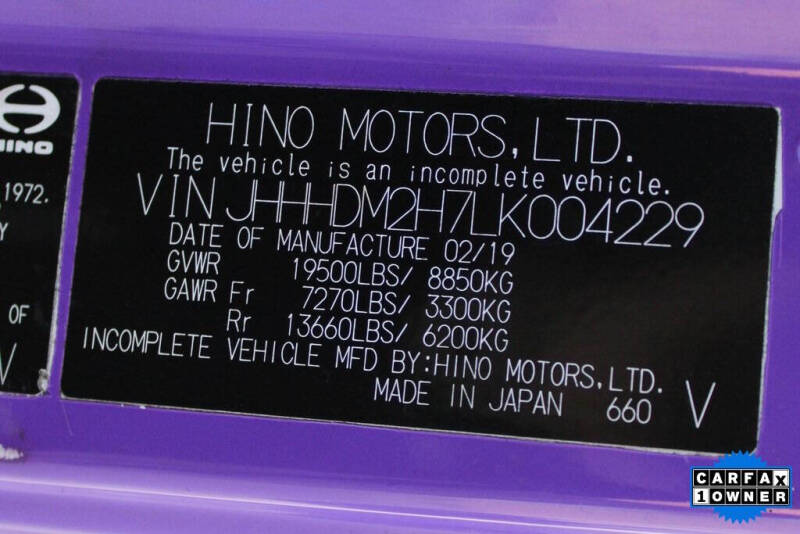 HINO
1972.
Y
OF
V
HINO MOTORS, LTD.
The vehicle is an incomplete vehicle.
VIN JHHHDM2H7LK004229
DATE OF MANUFACTURE 02/19
GVWR 19500LBS/ 8850KG
GAWR Fr 7270LBS/ 3300KG
Rr 13660LBS/ 6200KG
INCOMPLETE VEHICLE MFD BY:HINO MOTORS, LTD.
MADE IN JAPAN 660 V
CARFAX
1 OWNER